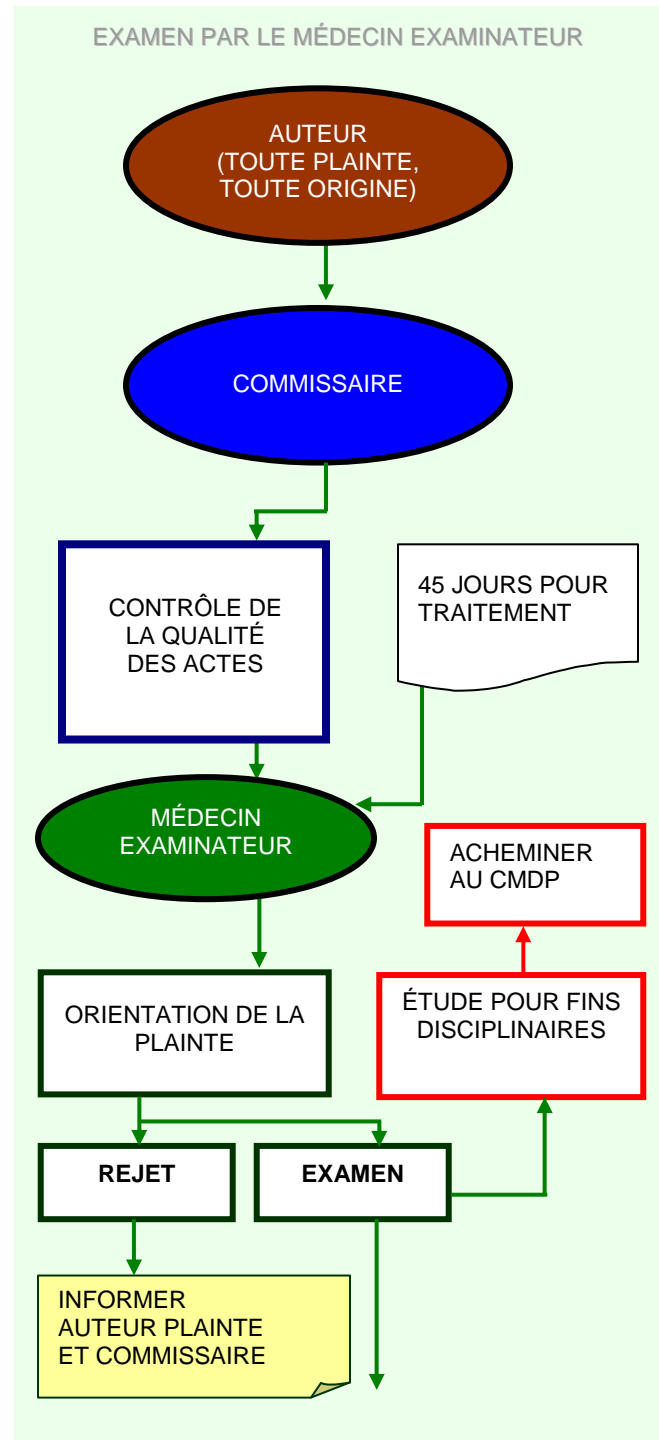 EXAMEN PAR LE MÉDECIN EXAMINATEUR
AUTEUR
(TOUTE PLAINTE,
TOUTE ORIGINE)
COMMISSAIRE
CONTRÔLE DE
LA QUALITÉ
DES ACTES
45 JOURS POUR
TRAITEMENT
MÉDECIN
EXAMINATEUR
ACHEMINER
AU CMDP
ÉTUDE POUR FINS
DISCIPLINAIRES
ORIENTATION DE LA
PLAINTE
REJET
EXAMEN
INFORMER
AUTEUR PLAINTE
ET COMMISSAIRE